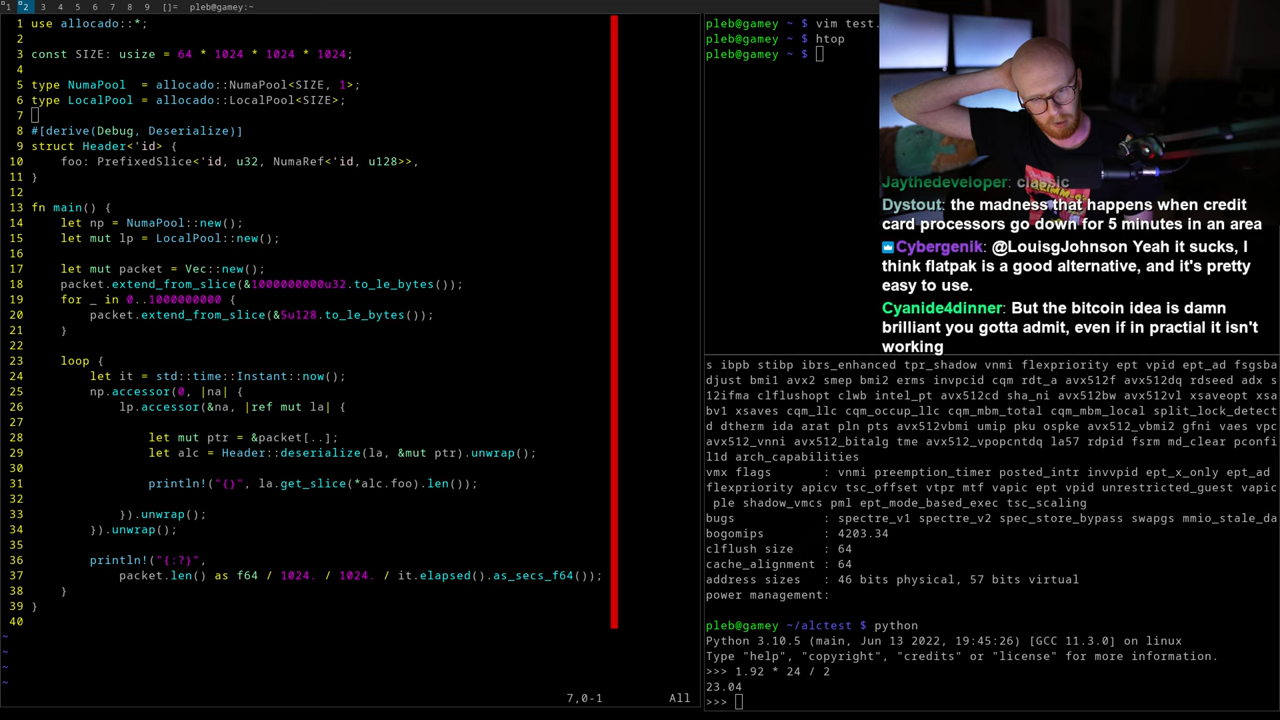 1 2 3 4 5 6 7 8 9 []= pleb@gamey:~
1 use allocado::*;
2
3 const SIZE: usize = 64 * 1024 * 1024 * 1024;
4
5 type NumaPool  = allocado::NumaPool<SIZE, 1>;
6 type LocalPool = allocado::LocalPool<SIZE>;
7
8 #[derive(Debug, Deserialize)]
9 struct Header<'id> {
10     foo: PrefixedSlice<'id, u32, NumaRef<'id, u128>>,
11 }
12
13 fn main() {
14     let np = NumaPool::new();
15     let mut lp = LocalPool::new();
16
17     let mut packet = Vec::new();
18     packet.extend_from_slice(&1000000000u32.to_le_bytes());
19     for _ in 0..1000000000 {
20         packet.extend_from_slice(&5u128.to_le_bytes());
21     }
22
23     loop {
24         let it = std::time::Instant::now();
25         np.accessor(0, |na| {
26             lp.accessor(&na, |ref mut la| {
27
28                 let mut ptr = &packet[..];
29                 let alc = Header::deserialize(la, &mut ptr).unwrap();
30
31                 println!("{}", la.get_slice(*alc.foo).len());
32
33             }).unwrap();
34         }).unwrap();
35
36         println!("{:?}",
37             packet.len() as f64 / 1024. / 1024. / it.elapsed().as_secs_f64());
38     }
39 }
40
~
~
~
~
7,0-1 All
pleb@gamey ~ $ vim test.
pleb@gamey ~ $ htop
pleb@gamey ~ $
Jaythedeveloper: classic
Dystout: the madness that happens when credit
card processors go down for 5 minutes in an area
Cybergenik: @LouisgJohnson Yeah it sucks, I
think flatpak is a good alternative, and it's pretty
easy to use.
Cyanide4dinner: But the bitcoin idea is damn
brilliant you gotta admit, even if in practial it isn't
working
s ibpb stibp ibrs_enhanced tpr_shadow vnmi flexpriority ept vpid ept_ad fsgsba
djust bmi1 avx2 smep bmi2 erms invpcid cqm rdt_a avx512f avx512dq rdseed adx s
12ifma clflushopt clwb intel_pt avx512cd sha_ni avx512bw avx512vl xsaveopt xsa
bv1 xsaves cqm_llc cqm_occup_llc cqm_mbm_total cqm_mbm_local split_lock_detect
d dtherm ida arat pln pts avx512vbmi umip pku ospke avx512_vbmi2 gfni vaes vpc
avx512_vnni avx512_bitalg tme avx512_vpopcntdq la57 rdpid fsrm md_clear pconfi
l1d arch_capabilities
vmx flags : vnmi preemption_timer posted_intr invvpid ept_x_only ept_ad
flexpriority apicv tsc_offset vtpr mtf vapic ept vpid unrestricted_guest vapic
ple shadow_vmcs pml ept_mode_based_exec tsc_scaling
bugs : spectre_v1 spectre_v2 spec_store_bypass swapgs mmio_stale_da
bogomips : 4203.34
clflush size : 64
cache_alignment : 64
address sizes : 46 bits physical, 57 bits virtual
power management:
pleb@gamey ~/alctest $ python
Python 3.10.5 (main, Jun 13 2022, 19:45:26) [GCC 11.3.0] on linux
Type "help", "copyright", "credits" or "license" for more information.
>>> 1.92 * 24 / 2
23.04
>>>